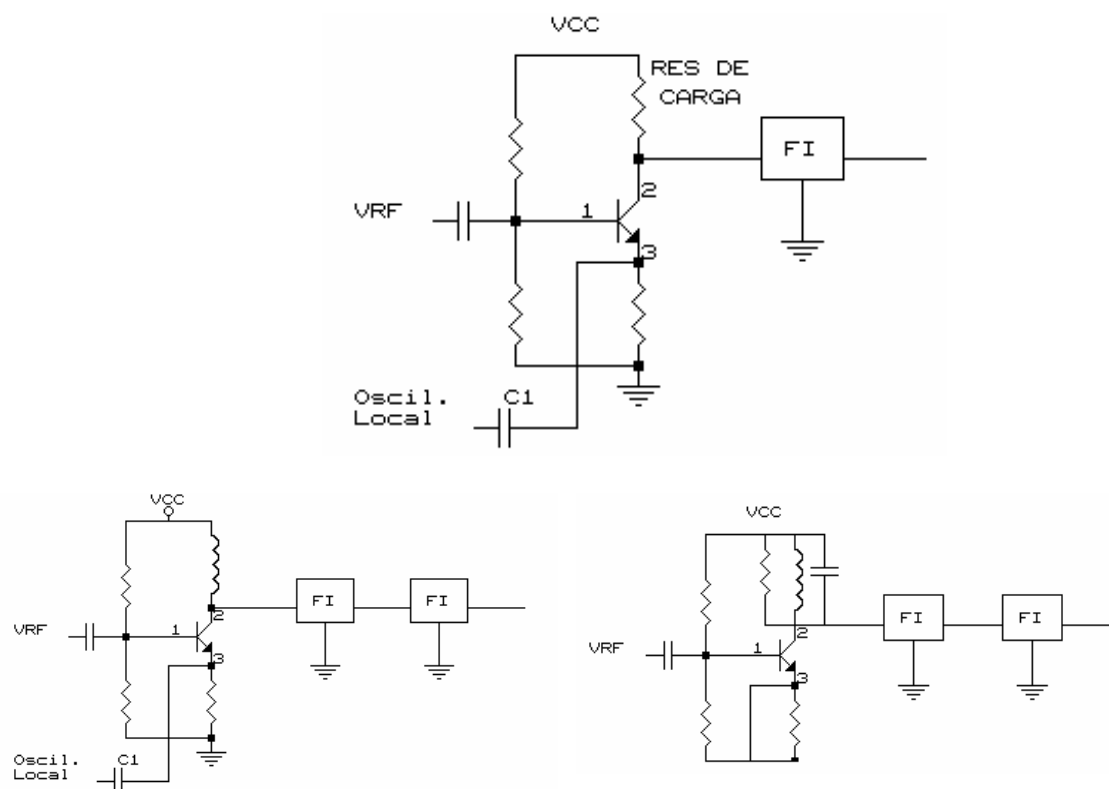 VCC
RES DE
CARGA
FI
2
VRF
1
3
Oscil.
Local
C1
VCC
FI
FI
2
VRF
1
3
Oscil.
Local
C1
VCC
FI
FI
2
VRF
1
3